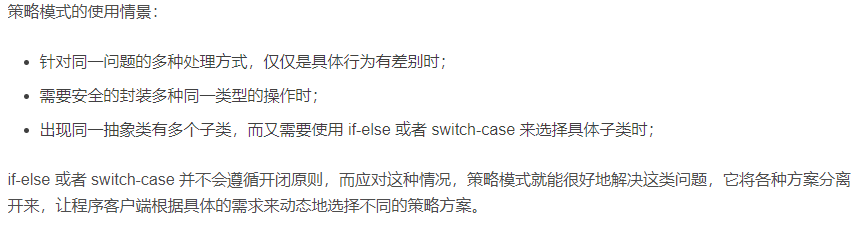 策略模式的使用情景：
针对同一问题的多种处理方式，仅仅是具体行为有差别时；
需要安全的封装多种同一类型的操作时；
出现同一抽象类有多个子类，而又需要使用 if-else 或者 switch-case 来选择具体子类时；
if-else 或者 switch-case 并不会遵循开闭原则，而应对这种情况，策略模式就能很好地解决这类问题，它将各种方案分离
开来，让程序客户端根据具体的需求来动态地选择不同的策略方案。